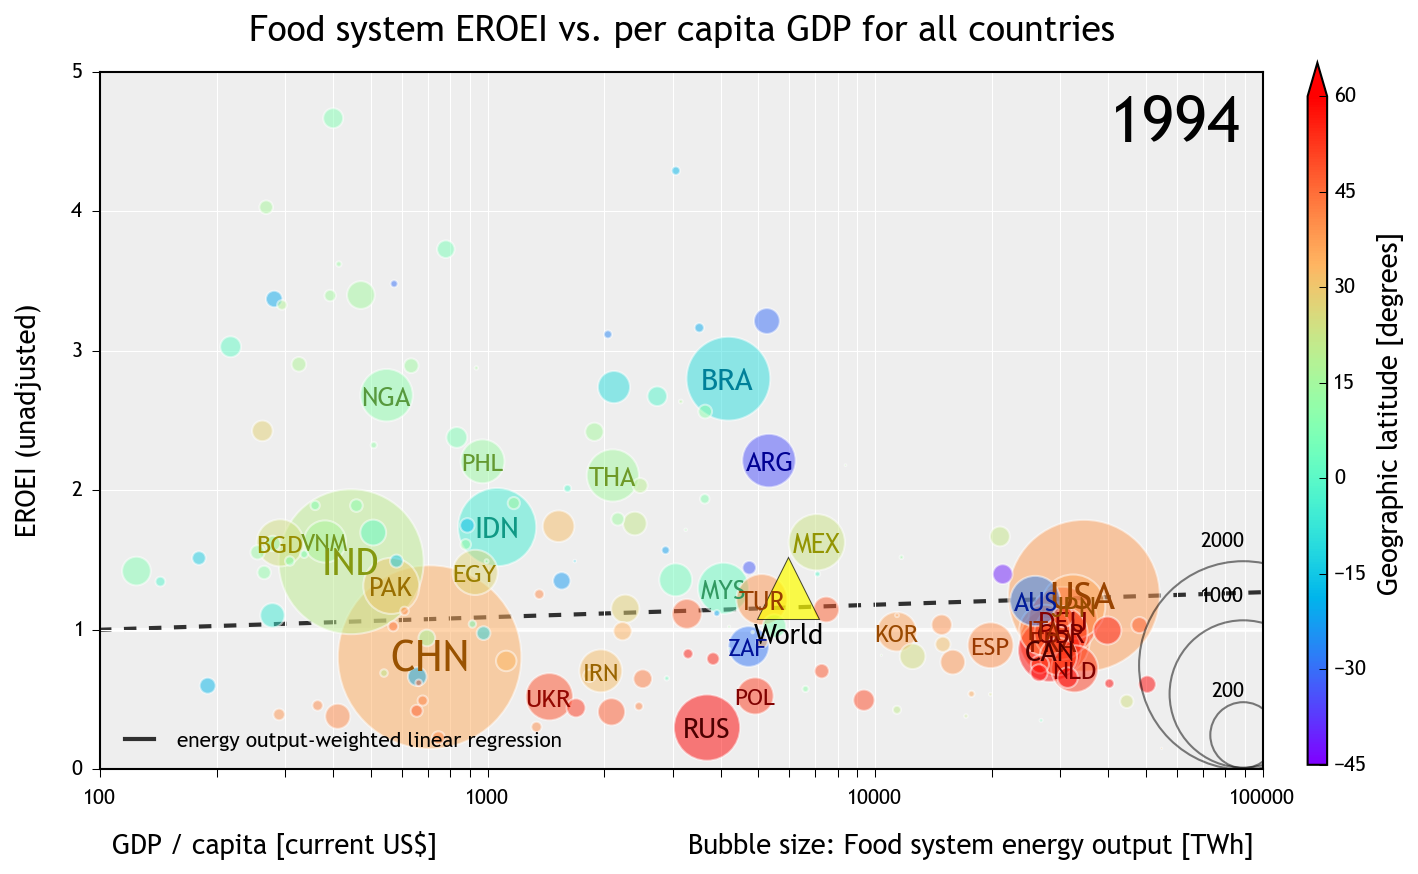 Food system EROEI vs. per capita GDP for all countries
1994
5
4
3
2
1
0
EROEI (unadjusted)
NGA
BRA
PHL
THA
ARG
IDN
BGD
VNM
IND
MEX
PAK
EGY
MYS
TUR
World
AUS
USA
JPN
DEU
CHN
ZAF
KOR
ESP
CAN
NLD
IRN
UKR
POL
RUS
2000
1000
200
energy output-weighted linear regression
100
1000
10000
100000
GDP / capita [current US$]
Bubble size: Food system energy output [TWh]
60
45
30
15
0
−15
−30
−45
Geographic latitude [degrees]